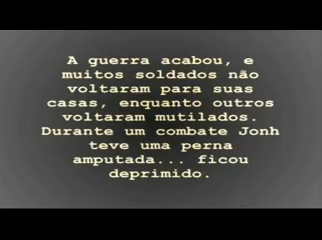 A guerra acabou, e
muitos soldados não
voltaram para suas
casas, enquanto outros
voltaram mutilados.
Durante um combate Jonh
teve uma perna
amputada... ficou
deprimido.